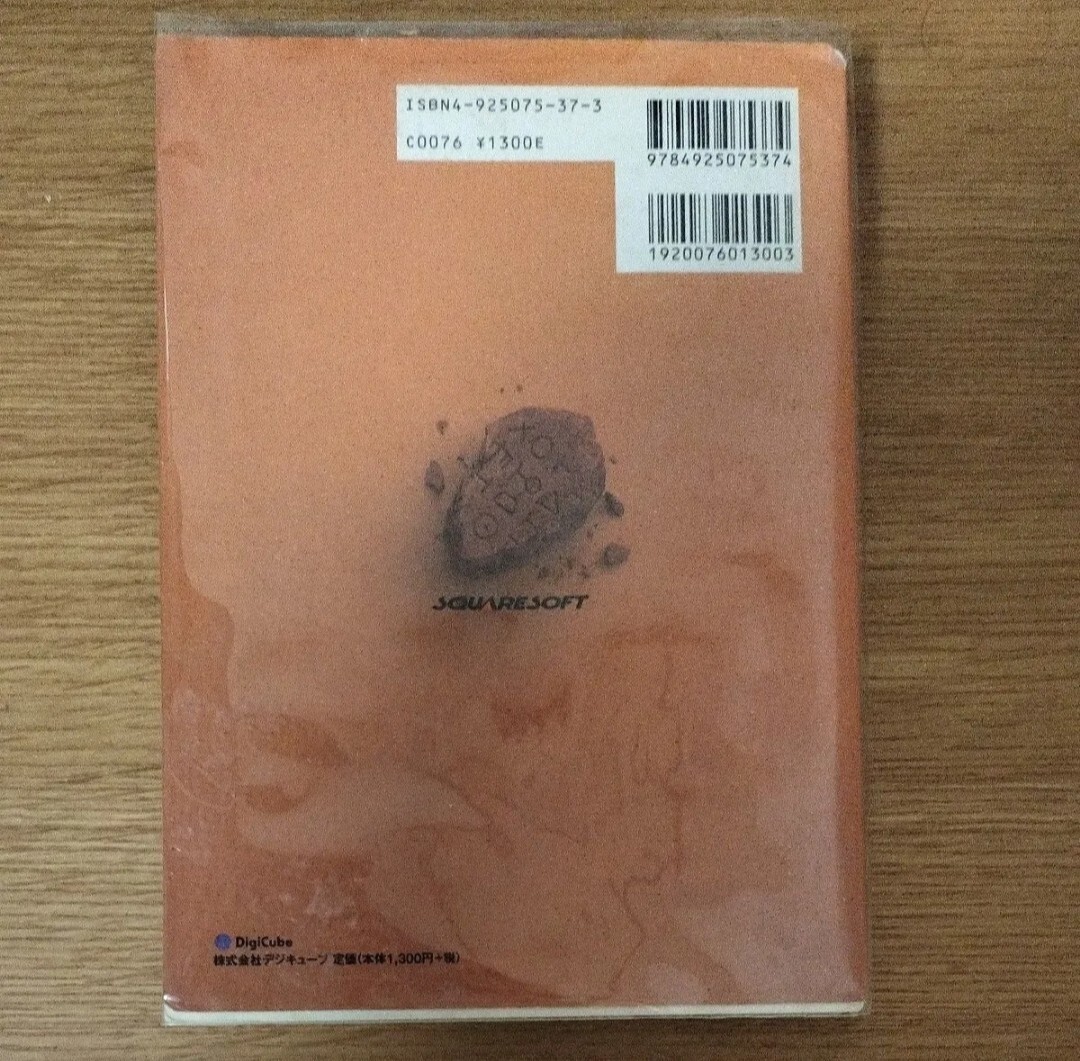 ISBN4-925075-37-3
C0076 ¥1300E
9784925075374
1920076013003
SQUARESOFT
DigiCube
株式会社デジキューブ 定価(本体1,300円+税)